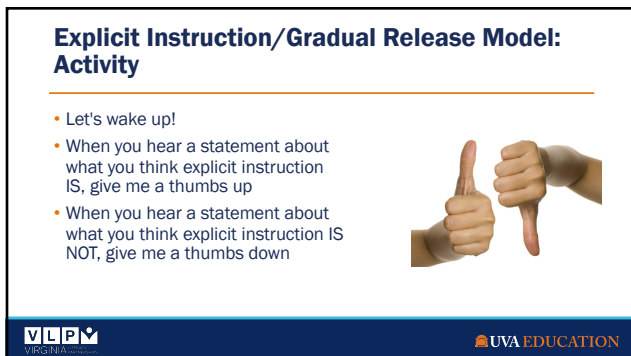 Explicit Instruction/Gradual Release Model:
Activity
• Let's wake up!
• When you hear a statement about
what you think explicit instruction
IS, give me a thumbs up
• When you hear a statement about
what you think explicit instruction IS
NOT, give me a thumbs down
VLP
VIRGINIA
UVA EDUCATION